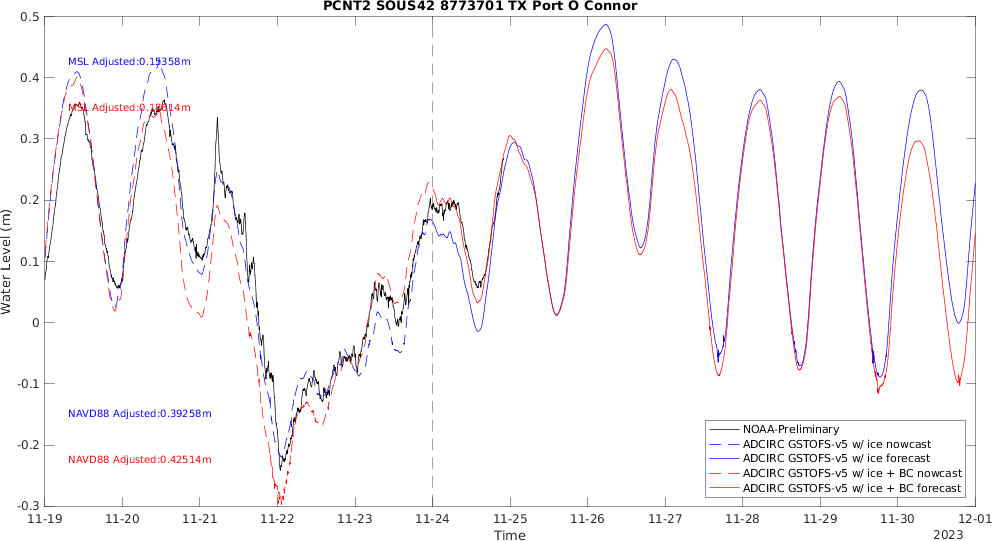 PCNT2 SOUS42 8773701 TX Port O Connor
0.5
0.4
0.3
0.2
0.1
0
-0.1
-0.2
-0.3
Water Level (m)
MSL Adjusted:0.15358m
MSL
NAVD88 Adjusted:0.39258m
NAVD88 Adjusted:0.42514m
NOAA-Preliminary
ADCIRC GSTOFS-v5 w/ ice nowcast
ADCIRC GSTOFS-v5 w/ ice forecast
ADCIRC GSTOFS-v5 w/ ice + BC nowcast
ADCIRC GSTOFS-v5 w/ ice + BC forecast
11-19 11-20 11-21 11-22 11-23 11-24 11-25 11-26 11-27 11-28 11-29 11-30 12-01
Time
2023